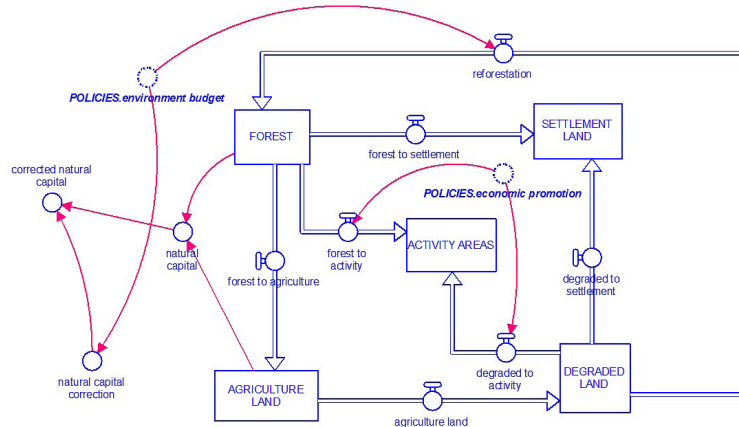 reforestation
POLICIES.environment budget
FOREST
SETTLEMENT
LAND
forest to settlement
corrected natural
capital
POLICIES.economic promotion
natural
capital
forest to
activity
ACTIVITY AREAS
forest to agriculture
degraded to
settlement
natural capital
correction
AGRICULTURE
LAND
degraded to
activity
DEGRADED
LAND
agriculture land